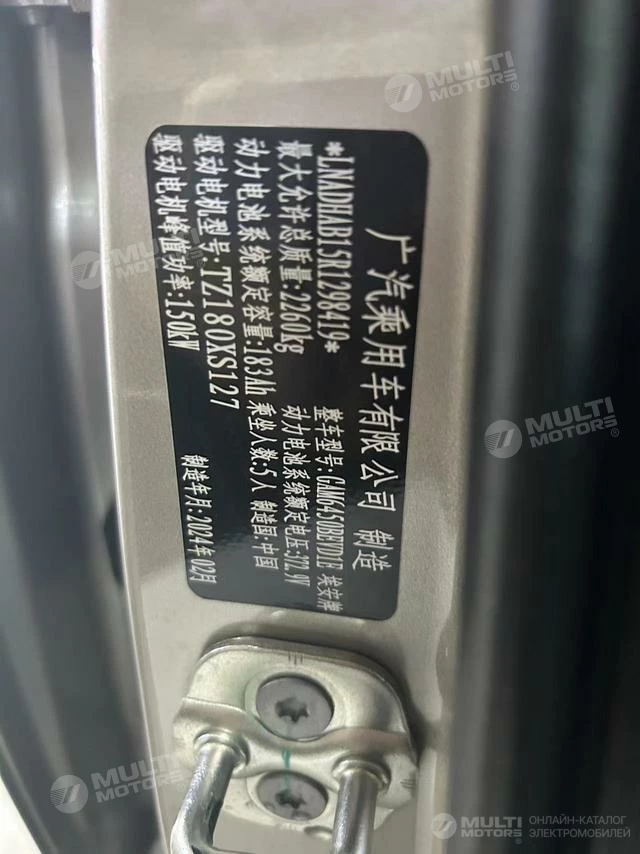 广汽乘用车有限公司 制造
*LNADHAB15R1298419* 整车型号:GAM6450BEVD1B 埃安牌
最大允许总质量:2260kg 动力电池系统额定电压:372.9V
动力电池系统额定容量:183Ah 乘坐人数:5人 制造国:中国
驱动电机型号:TZ180XS127
驱动电机峰值功率:150kW 制造年月:2024年02月
MULTI MOTORS®
MULTI MOTORS®
MULTI MOTORS®
MULTI MOTORS®
MULTI MOTORS® ОНЛАЙН-КАТАЛОГ
ЭЛЕКТРОМОБИЛЕЙ